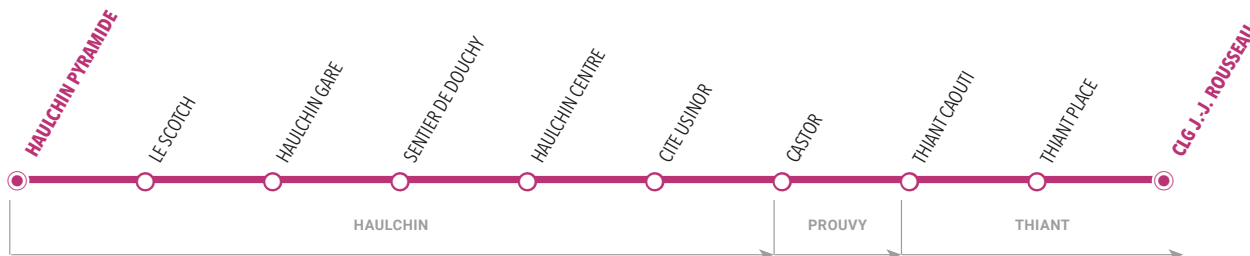 HAULCHIN PYRAMIDE
LE SCOTCH
HAULCHIN GARE
SENTIER DE DOUCHY
HAULCHIN CENTRE
CITE USINOR
CASTOR
THIANT CAOUTI
THIANT PLACE
CLG J.-J. ROUSSEAU
HAULCHIN
PROUVY
THIANT